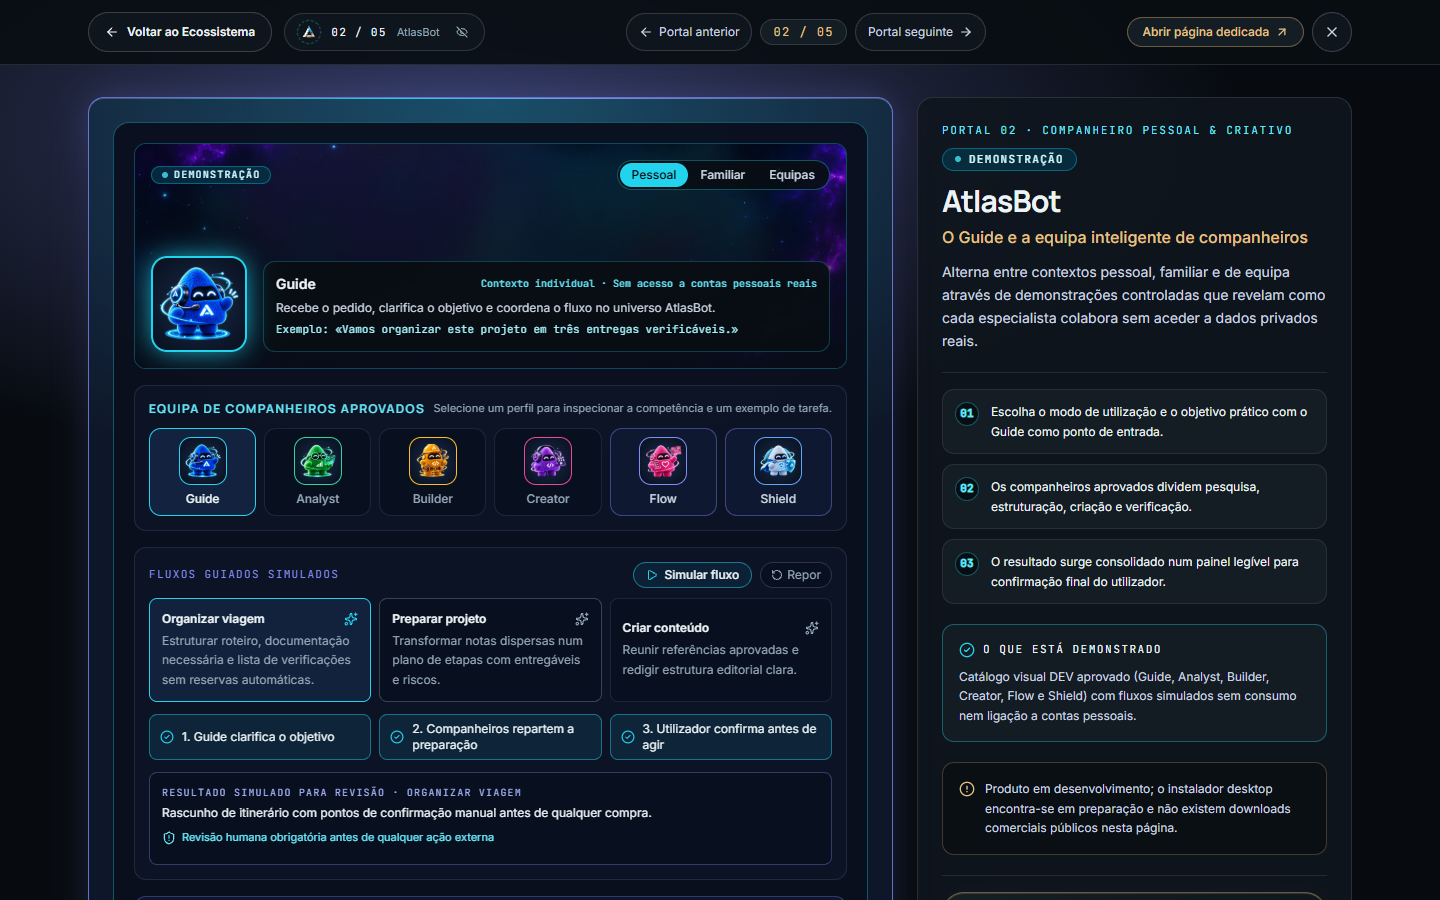 Voltar ao Ecossistema
02 / 05 AtlasBot
Portal anterior
02 / 05
Portal seguinte
Abrir página dedicada
DEMONSTRAÇÃO
Pessoal Familiar Equipas
Guide
Contexto individual · Sem acesso a contas pessoais reais
Recebe o pedido, clarifica o objetivo e coordena o fluxo no universo AtlasBot.
Exemplo: «Vamos organizar este projeto em três entregas verificáveis.»
EQUIPA DE COMPANHEIROS APROVADOS
Selecione um perfil para inspecionar a competência e um exemplo de tarefa.
Guide
Analyst
Builder
Creator
Flow
Shield
FLUXOS GUIADOS SIMULADOS
Simular fluxo
Repor
Organizar viagem
Estruturar roteiro, documentação
necessária e lista de verificações
sem reservas automáticas.
Preparar projeto
Transformar notas dispersas num
plano de etapas com entregáveis
e riscos.
Criar conteúdo
Reunir referências aprovadas e
redigir estrutura editorial clara.
1. Guide clarifica o objetivo
2. Companheiros repartem a
preparação
3. Utilizador confirma antes de
agir
RESULTADO SIMULADO PARA REVISÃO · ORGANIZAR VIAGEM
Rascunho de itinerário com pontos de confirmação manual antes de qualquer compra.
Revisão humana obrigatória antes de qualquer ação externa
PORTAL 02 · COMPANHEIRO PESSOAL & CRIATIVO
DEMONSTRAÇÃO
AtlasBot
O Guide e a equipa inteligente de companheiros
Alterna entre contextos pessoal, familiar e de equipa
através de demonstrações controladas que revelam como
cada especialista colabora sem aceder a dados privados
reais.
01
Escolha o modo de utilização e o objetivo prático com o
Guide como ponto de entrada.
02
Os companheiros aprovados dividem pesquisa,
estruturação, criação e verificação.
03
O resultado surge consolidado num painel legível para
confirmação final do utilizador.
O QUE ESTÁ DEMONSTRADO
Catálogo visual DEV aprovado (Guide, Analyst, Builder,
Creator, Flow e Shield) com fluxos simulados sem consumo
nem ligação a contas pessoais.
Produto em desenvolvimento; o instalador desktop
encontra-se em preparação e não existem downloads
comerciais públicos nesta página.